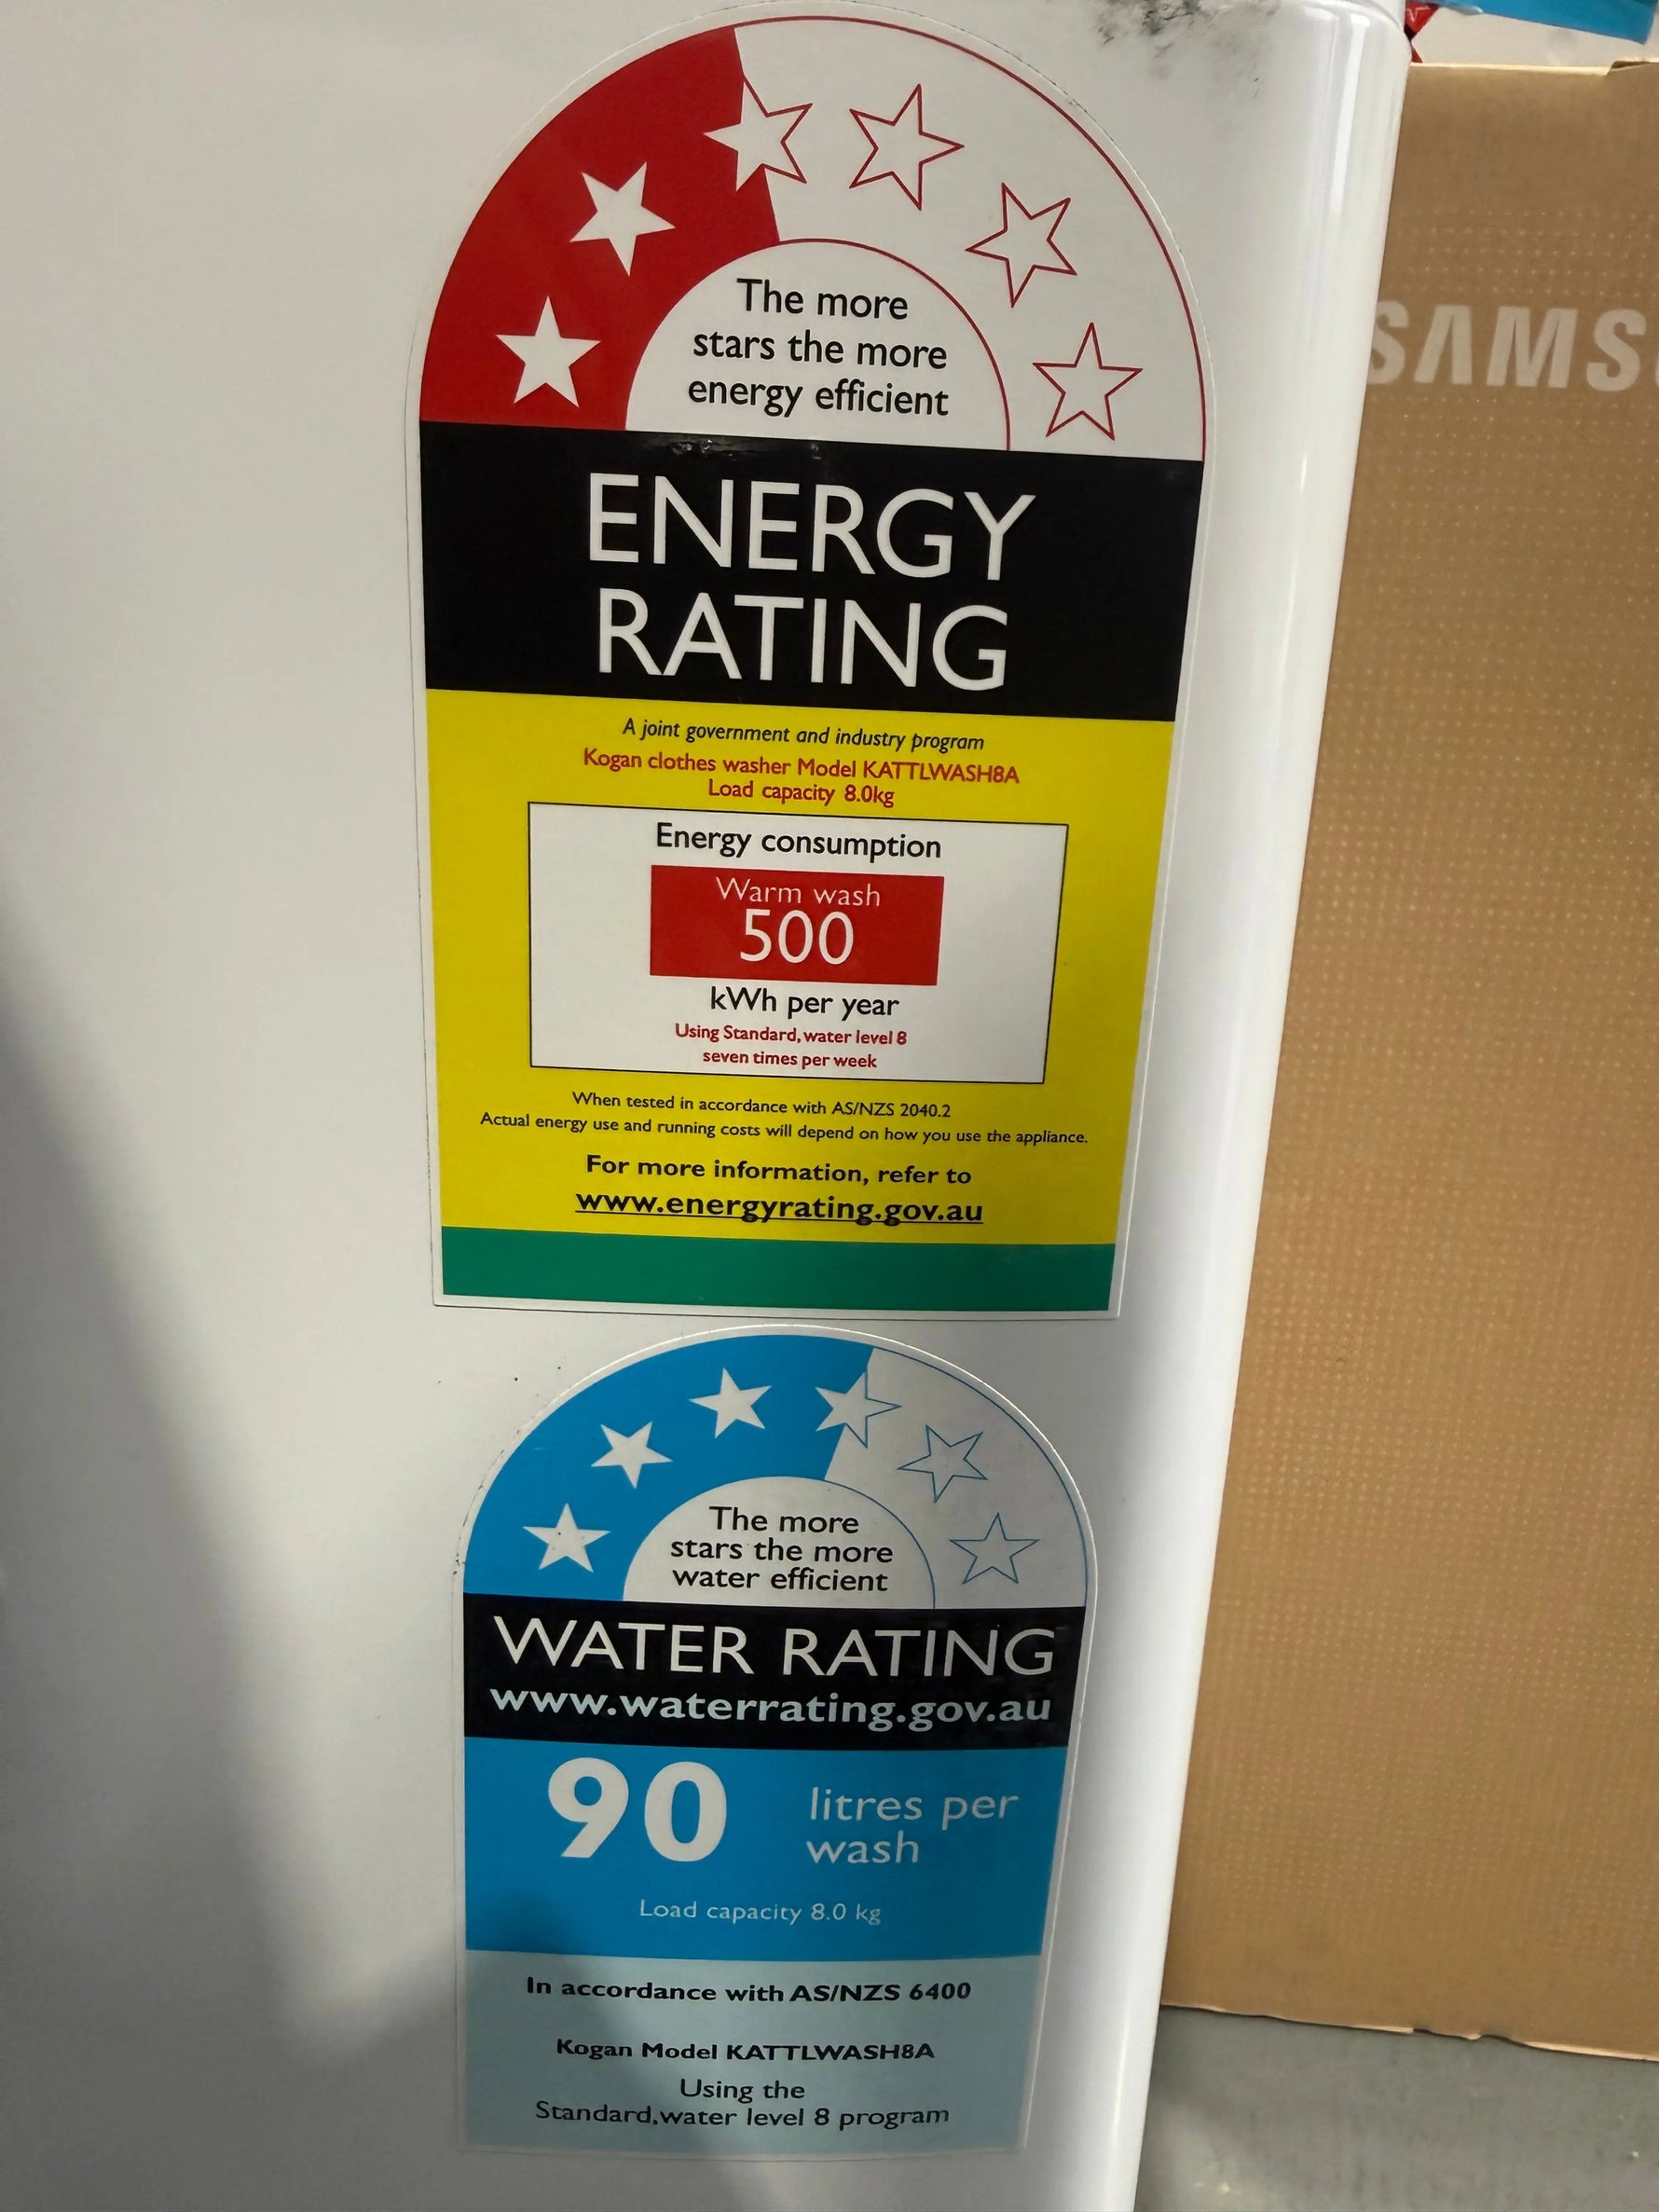 The more
stars the more
energy efficient
ENERGY
RATING
A joint government and industry program
Kogan clothes washer Model KATTLWASH8A
Load capacity 8.0kg
Energy consumption
Warm wash
500
kWh per year
Using Standard, water level 8
seven times per week
When tested in accordance with AS/NZS 2040.2
Actual energy use and running costs will depend on how you use the appliance.
For more information, refer to
www.energyrating.gov.au
The more
stars the more
water efficient
WATER RATING
www.waterrating.gov.au
90 litres per
wash
Load capacity 8.0 kg
In accordance with AS/NZS 6400
Kogan Model KATTLWASH8A
Using the
Standard,water level 8 program
SAMS